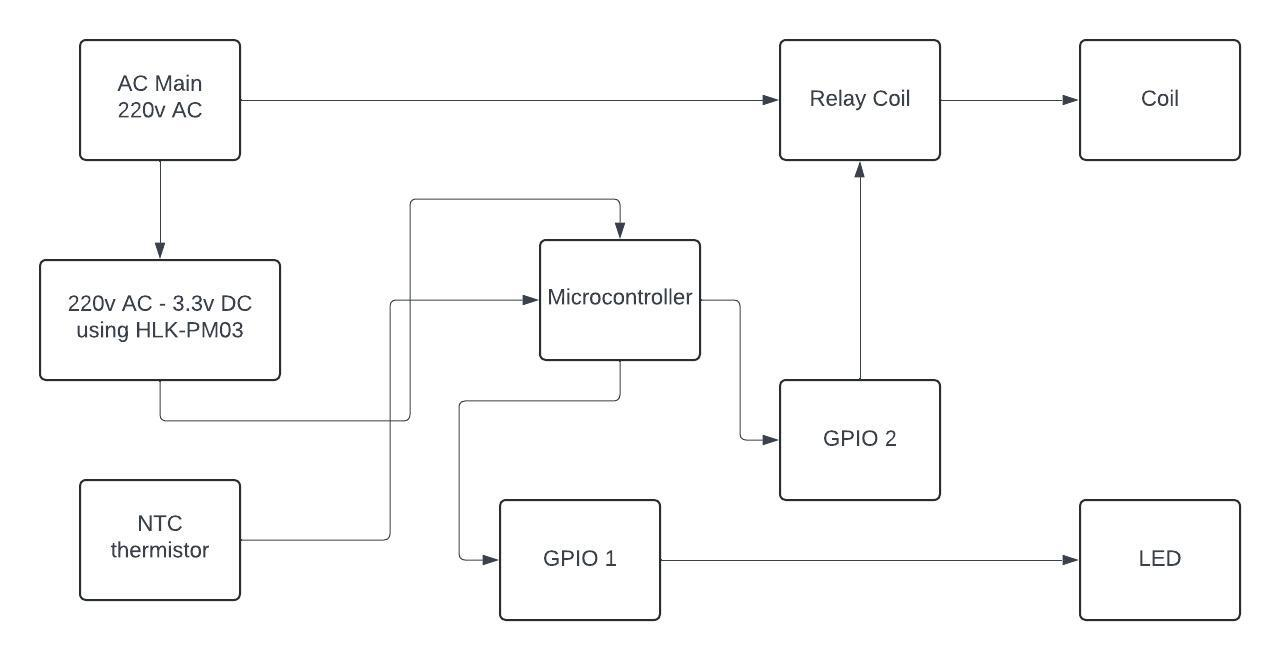 AC Main
220v AC
Relay Coil
Coil
220v AC - 3.3v DC
using HLK-PM03
Microcontroller
GPIO 2
NTC
thermistor
GPIO 1
LED